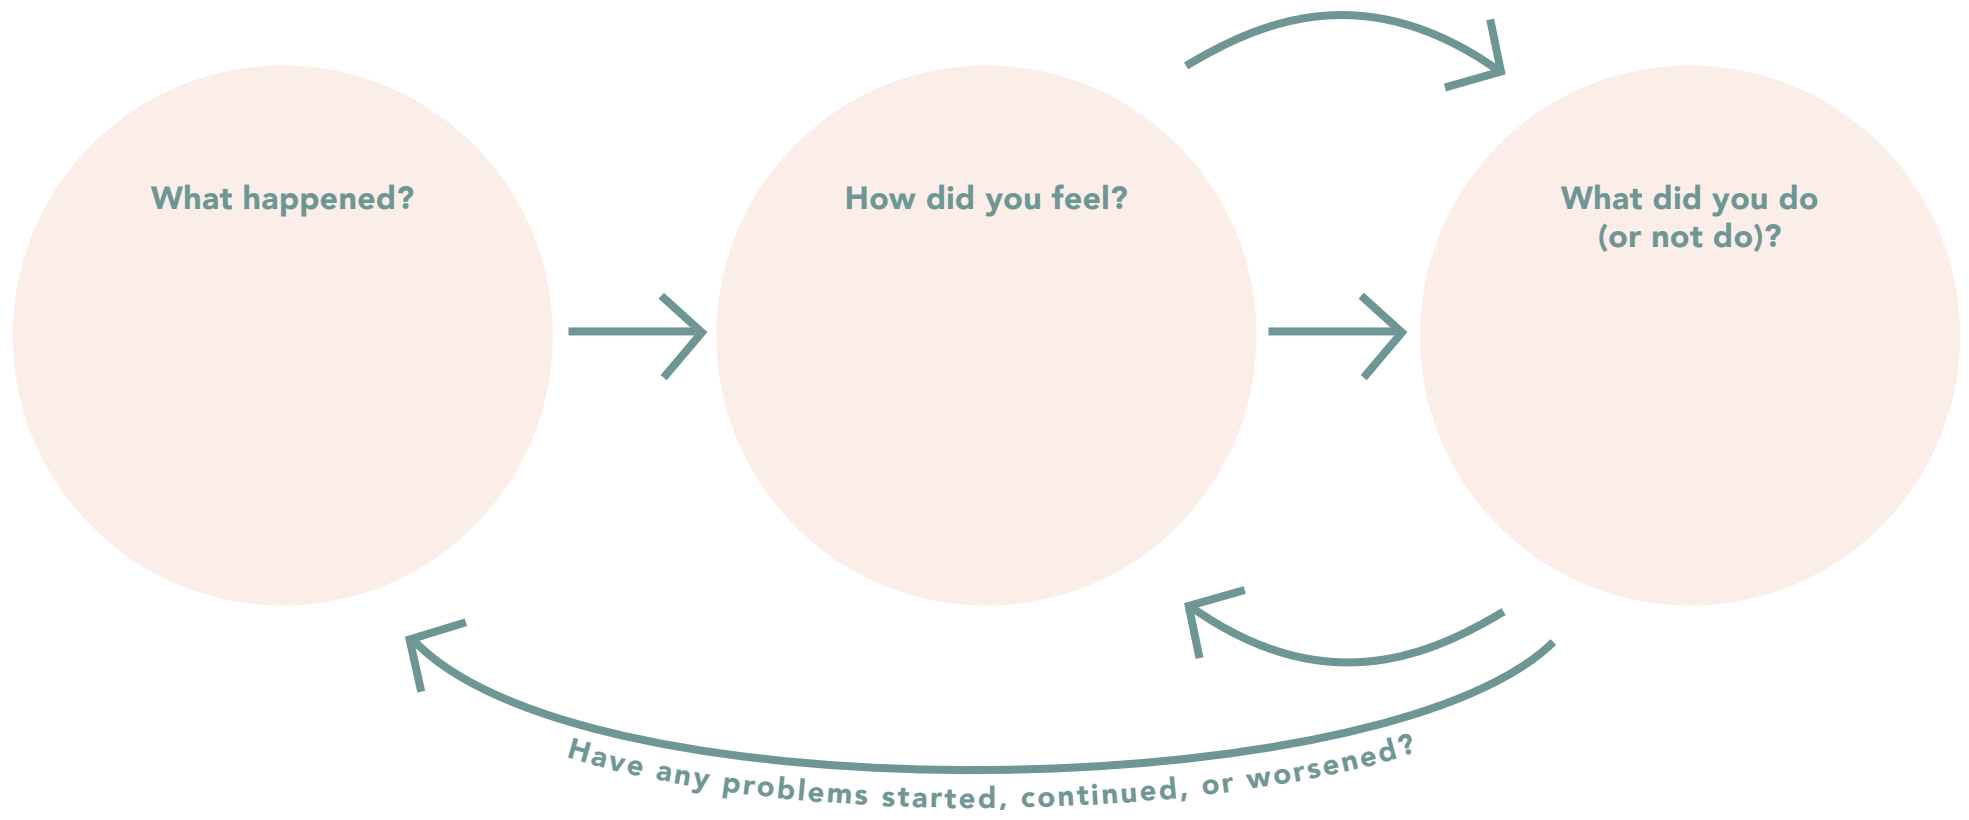 What happened?
How did you feel?
What did you do
(or not do)?
Have any problems started, continued, or worsened?